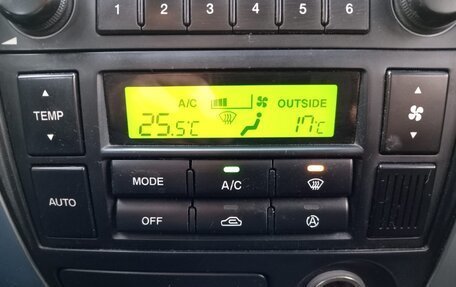 1 2 3 4 5 6
A/C OUTSIDE
25.5°C 17°C
TEMP
MODE A/C
AUTO
OFF A